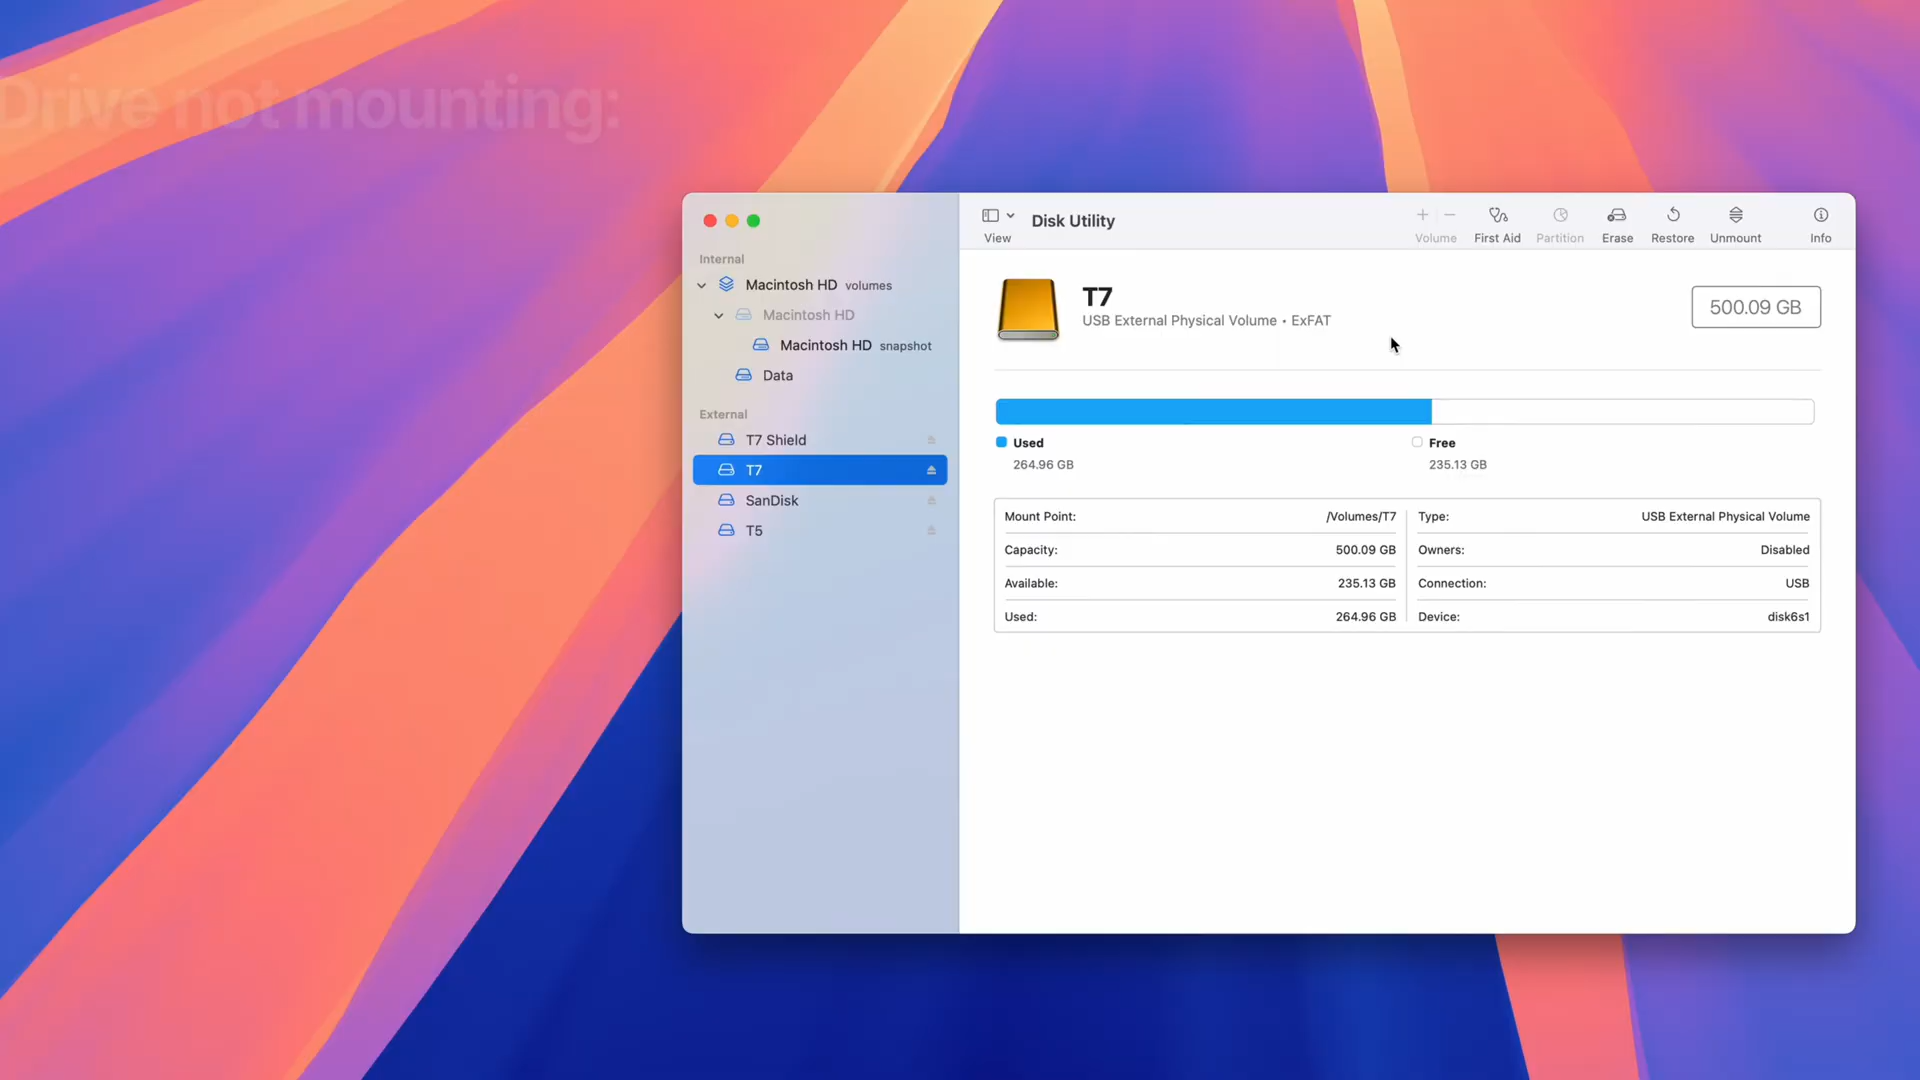 Drive not mounting:
Internal
Macintosh HD volumes
Macintosh HD
Macintosh HD snapshot
Data
External
T7 Shield
T7
SanDisk
T5
View
Disk Utility
Volume
First Aid
Partition
Erase
Restore
Unmount
Info
T7
USB External Physical Volume • ExFAT
500.09 GB
Used
264.96 GB
Free
235.13 GB
Mount Point: /Volumes/T7
Capacity: 500.09 GB
Available: 235.13 GB
Used: 264.96 GB
Type: USB External Physical Volume
Owners: Disabled
Connection: USB
Device: disk6s1